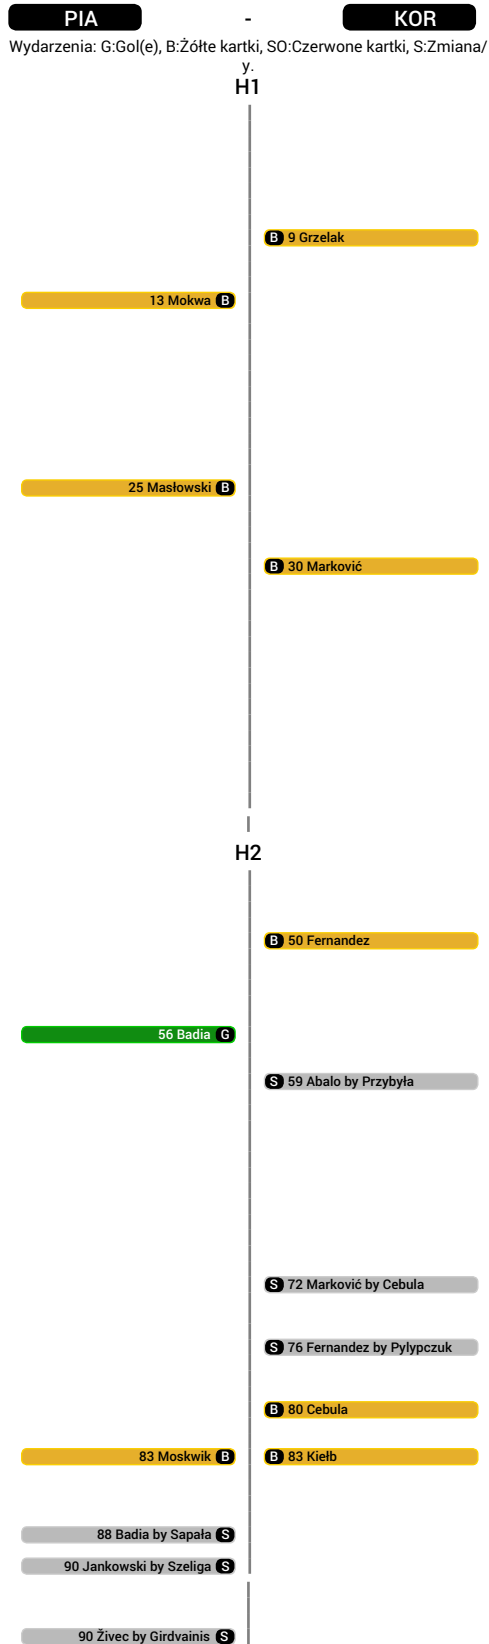 PIA - KOR
Wydarzenia: G:Gol(e), B:Żółte kartki, SO:Czerwone kartki, S:Zmiana/
y.
H1
B 9 Grzelak
13 Mokwa B
25 Masłowski B
B 30 Marković
H2
B 50 Fernandez
56 Badia G
S 59 Abalo by Przybyła
S 72 Marković by Cebula
S 76 Fernandez by Pylypczuk
B 80 Cebula
83 Moskwik B B 83 Kiełb
88 Badia by Sapała S
90 Jankowski by Szeliga S
90 Živec by Girdvainis S